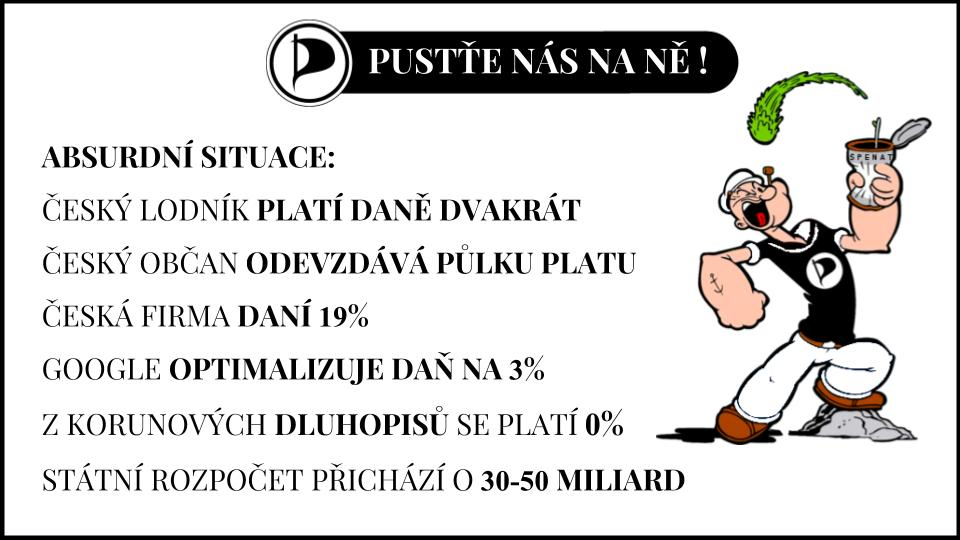 PUSTŤE NÁS NA NĚ !
SPENAT
ABSURDNÍ SITUACE:
ČESKÝ LODNÍK PLATÍ DANĚ DVAKRÁT
ČESKÝ OBČAN ODEVZDÁVÁ PŮLKU PLATU
ČESKÁ FIRMA DANÍ 19%
GOOGLE OPTIMALIZUJE DAŇ NA 3%
Z KORUNOVÝCH DLUHOPISŮ SE PLATÍ 0%
STÁTNÍ ROZPOČET PŘICHÁZÍ O 30-50 MILIARD